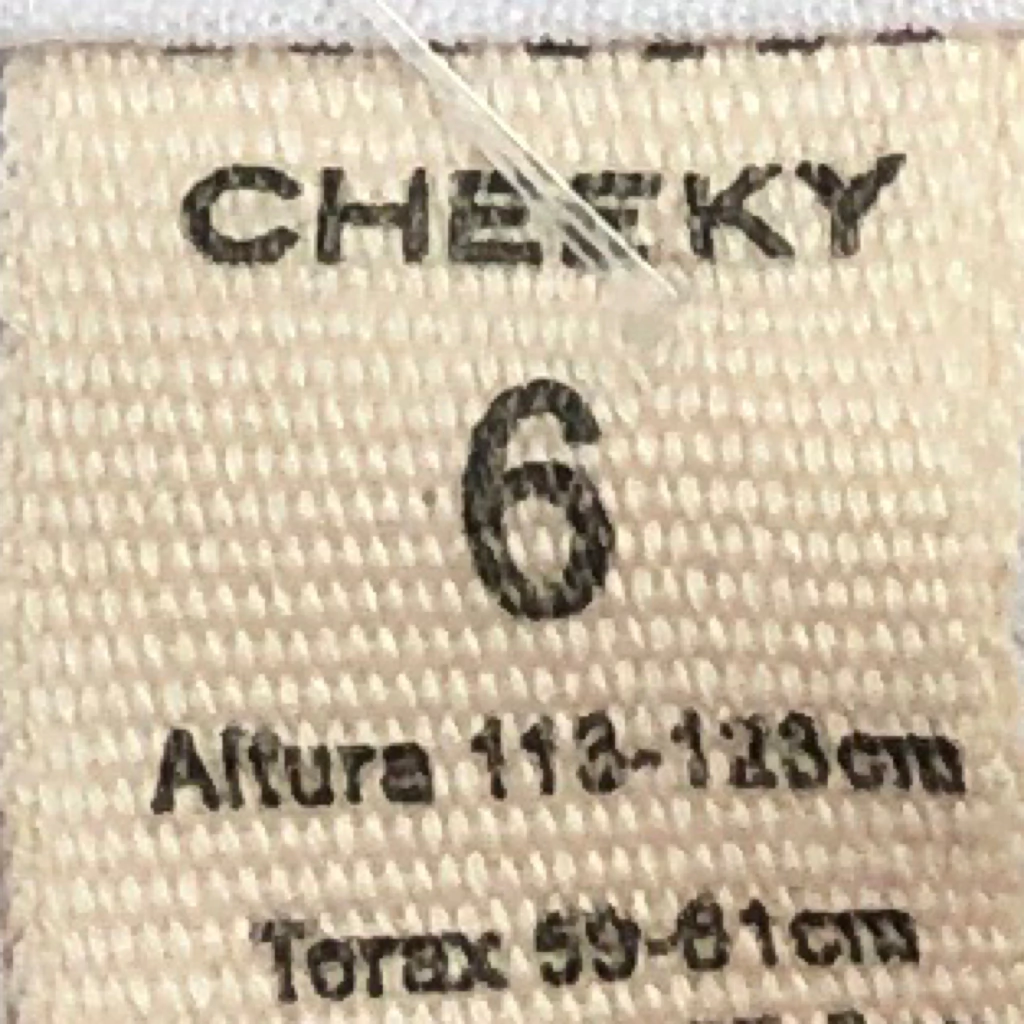 CHEEKY
6
Altura 113-123cm
Torax 59-61cm